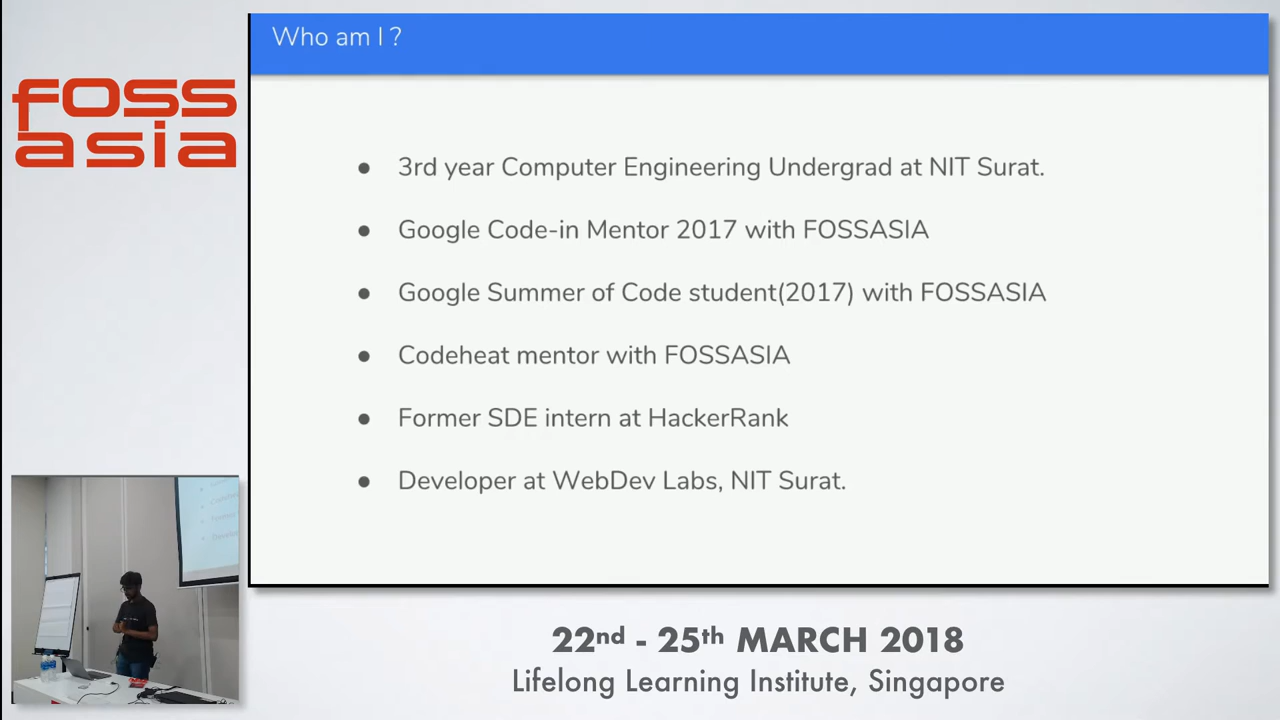 foss
asia
Who am I ?
3rd year Computer Engineering Undergrad at NIT Surat.
Google Code-in Mentor 2017 with FOSSASIA
Google Summer of Code student(2017) with FOSSASIA
Codeheat mentor with FOSSASIA
Former SDE intern at HackerRank
Developer at WebDev Labs, NIT Surat.
22nd - 25th MARCH 2018
Lifelong Learning Institute, Singapore